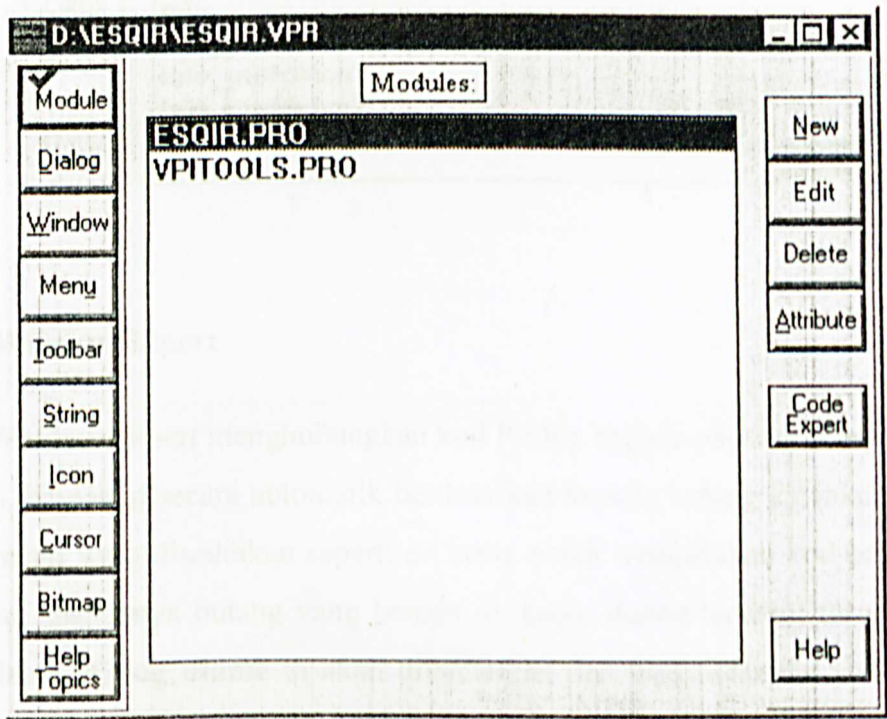 D:\ESQIR\ESQIR.VPR
Module
Dialog
Window
Menu
Toolbar
String
Icon
Cursor
Bitmap
Help
Topics
Modules:
ESQIR.PRO
VPITOOLS.PRO
New
Edit
Delete
Attribute
Code
Expert
Help